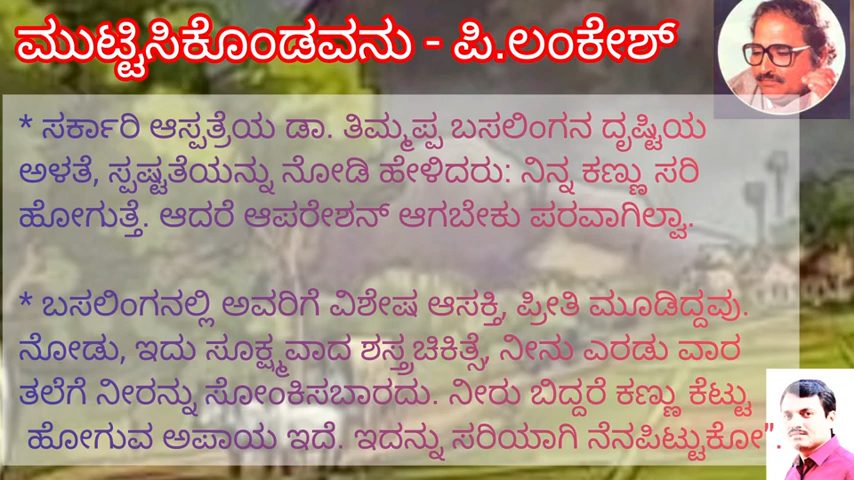 ಮುಟ್ಟಿಸಿಕೊಂಡವನು - ಪಿ.ಲಂಕೇಶ್
* ಸರ್ಕಾರಿ ಆಸ್ಪತ್ರೆಯ ಡಾ. ತಿಮ್ಮಪ್ಪ ಬಸಲಿಂಗನ ದೃಷ್ಟಿಯ
ಅಳತೆ, ಸ್ಪಷ್ಟತೆಯನ್ನು ನೋಡಿ ಹೇಳಿದರು: ನಿನ್ನ ಕಣ್ಣು ಸರಿ
ಹೋಗುತ್ತೆ. ಆದರೆ ಆಪರೇಶನ್ ಆಗಬೇಕು ಪರವಾಗಿಲ್ವಾ.
* ಬಸಲಿಂಗನಲ್ಲಿ ಅವರಿಗೆ ವಿಶೇಷ ಆಸಕ್ತಿ, ಪ್ರೀತಿ ಮೂಡಿದ್ದವು.
ನೋಡು, ಇದು ಸೂಕ್ಷ್ಮವಾದ ಶಸ್ತ್ರಚಿಕಿತ್ಸೆ, ನೀನು ಎರಡು ವಾರ
ತಲೆಗೆ ನೀರನ್ನು ಸೋಂಕಿಸಬಾರದು. ನೀರು ಬಿದ್ದರೆ ಕಣ್ಣು ಕೆಟ್ಟು
ಹೋಗುವ ಅಪಾಯ ಇದೆ. ಇದನ್ನು ಸರಿಯಾಗಿ ನೆನಪಿಟ್ಟುಕೋ".